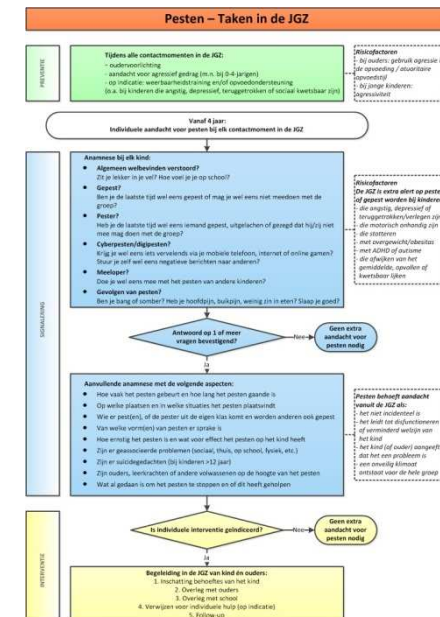 Pesten – Taken in de JGZ
PREVENTIE
Tijdens alle contactmomenten in de JGZ:
- oudervoorlichting
- aandacht voor agressief gedrag (m.n. bij 0-4-jarigen)
- op indicatie: weerbaarheidstraining en/of opvoedondersteuning
(o.a. bij kinderen die angstig, depressief, teruggetrokken of sociaal kwetsbaar zijn)
Risicofactoren
- bij ouders: gebruik agressie
de opvoeding / autoritaire
opvoedstijl
- bij jonge kinderen:
agressiviteit
Vanaf 4 jaar:
Individuele aandacht voor pesten bij elk contactmoment in de JGZ
SIGNALERING
Anamnese bij elk kind:
• Algemeen welbevinden verstoord?
Zit je lekker in je vel? Hoe voel je je op school?
• Gepest?
Ben je de laatste tijd wel eens gepest of mag je wel eens niet meedoen met de
groep?
• Pester?
Heb je de laatste tijd wel eens iemand gepest, uitgelachen of gezegd dat hij/zij niet
mee mag doen met de groep?
• Cyberpesten/digipesten?
Krijg je wel eens iets vervelends via je mobiele telefoon, internet of online games?
Stuur je zelf wel eens negatieve berichten naar anderen?
• Meeloper?
Doe je wel eens mee met het pesten van andere kinderen?
• Gevolgen van pesten?
Ben je bang of somber? Heb je hoofdpijn, buikpijn, weinig zin in eten? Slaap je goed?
Risicofactoren
De JGZ is extra alert op peste
of gepest worden bij kindere
- die angstig, depressief of
teruggetrokken/verlegen zijn
- die motorisch onhandig zijn
- die stotteren
- met overgewicht/obesitas
- met ADHD of autisme
- die afwijken van het
gemiddelde, opvallen of
kwetsbaar lijken
Antwoord op 1 of meer
vragen bevestigend?
Nee
Geen extra
aandacht voor
pesten nodig
Ja
Aanvullende anamnese met de volgende aspecten:
• Hoe vaak het pesten gebeurt en hoe lang het pesten gaande is
• Op welke plaatsen en in welke situaties het pesten plaatsvindt
• Wie er pest(en), of de pester uit de eigen klas komt en worden anderen ook gepest
• Van welke vorm(en) van pesten er sprake is
• Hoe ernstig het pesten is en wat voor effect het pesten op het kind heeft
• Zijn er geassocieerde problemen (sociaal, thuis, op school, fysiek, etc.)
• Zijn er suïcidegedachten (bij kinderen >12 jaar)
• Zijn ouders, leerkrachten of andere volwassenen op de hoogte van het pesten
• Wat al gedaan is om het pesten te stoppen en of dit heeft geholpen
Pesten behoeft aandacht
vanuit de JGZ als:
- het niet incidenteel is
- het leidt tot disfunctioneren
of verminderd welzijn van
het kind
- het kind (of ouder) aangeeft
dat het een probleem is
- een onveilig klimaat
ontstaat voor de hele groep
INTERVENTIE
Is individuele interventie geïndiceerd?
Nee
Geen extra
aandacht voor
pesten nodig
Ja
Begeleiding in de JGZ van kind én ouders:
1. Inschatting behoeftes van het kind
2. Overleg met ouders
3. Overleg met school
4. Verwijzen voor individuele hulp (op indicatie)
5. Follow-up